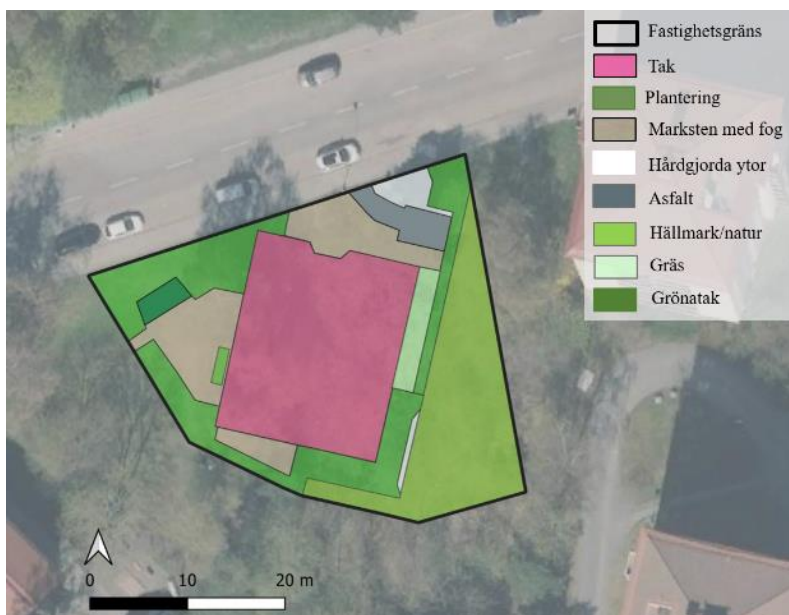 Fastighetsgräns
Tak
Plantering
Marksten med fog
Hårdgjorda ytor
Asfalt
Hällmark/natur
Gräs
Grönatak
0 10 20 m